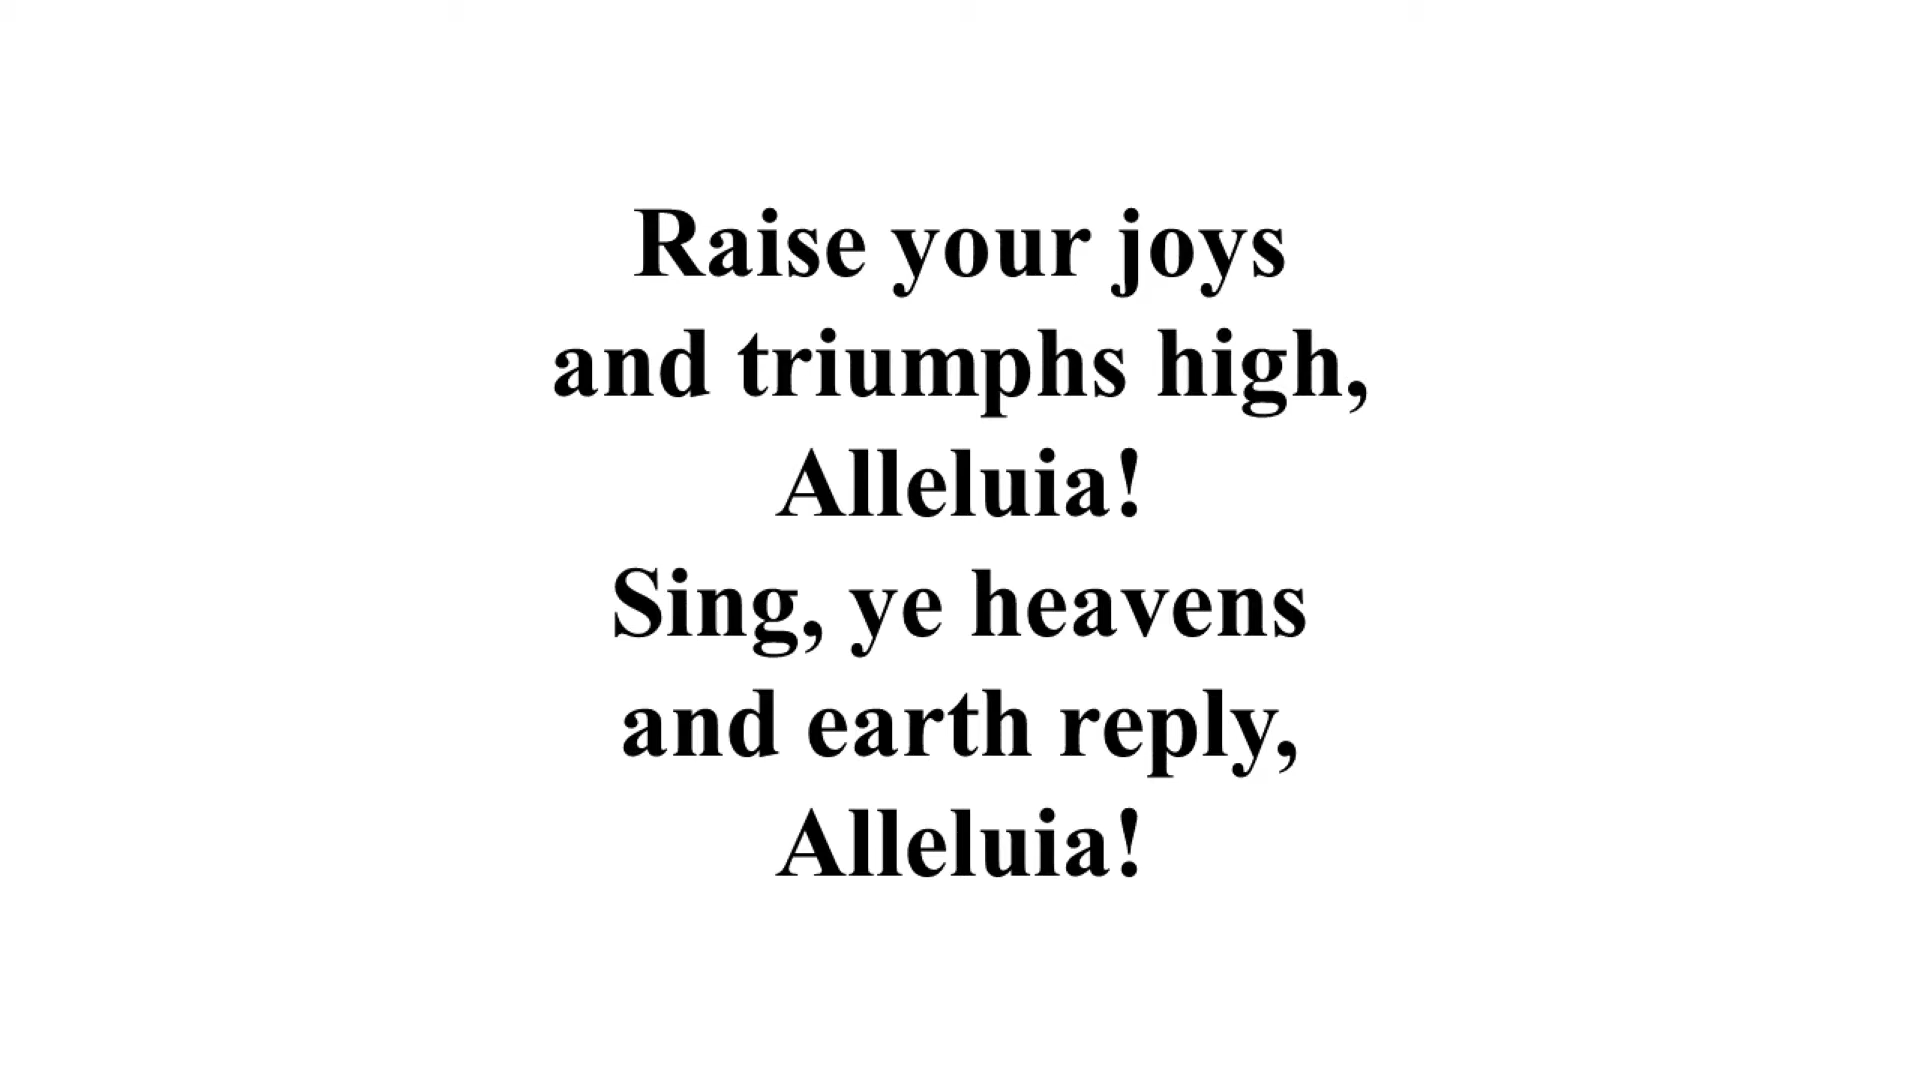 Raise your joys
and triumphs high,
Alleluia!
Sing, ye heavens
and earth reply,
Alleluia!